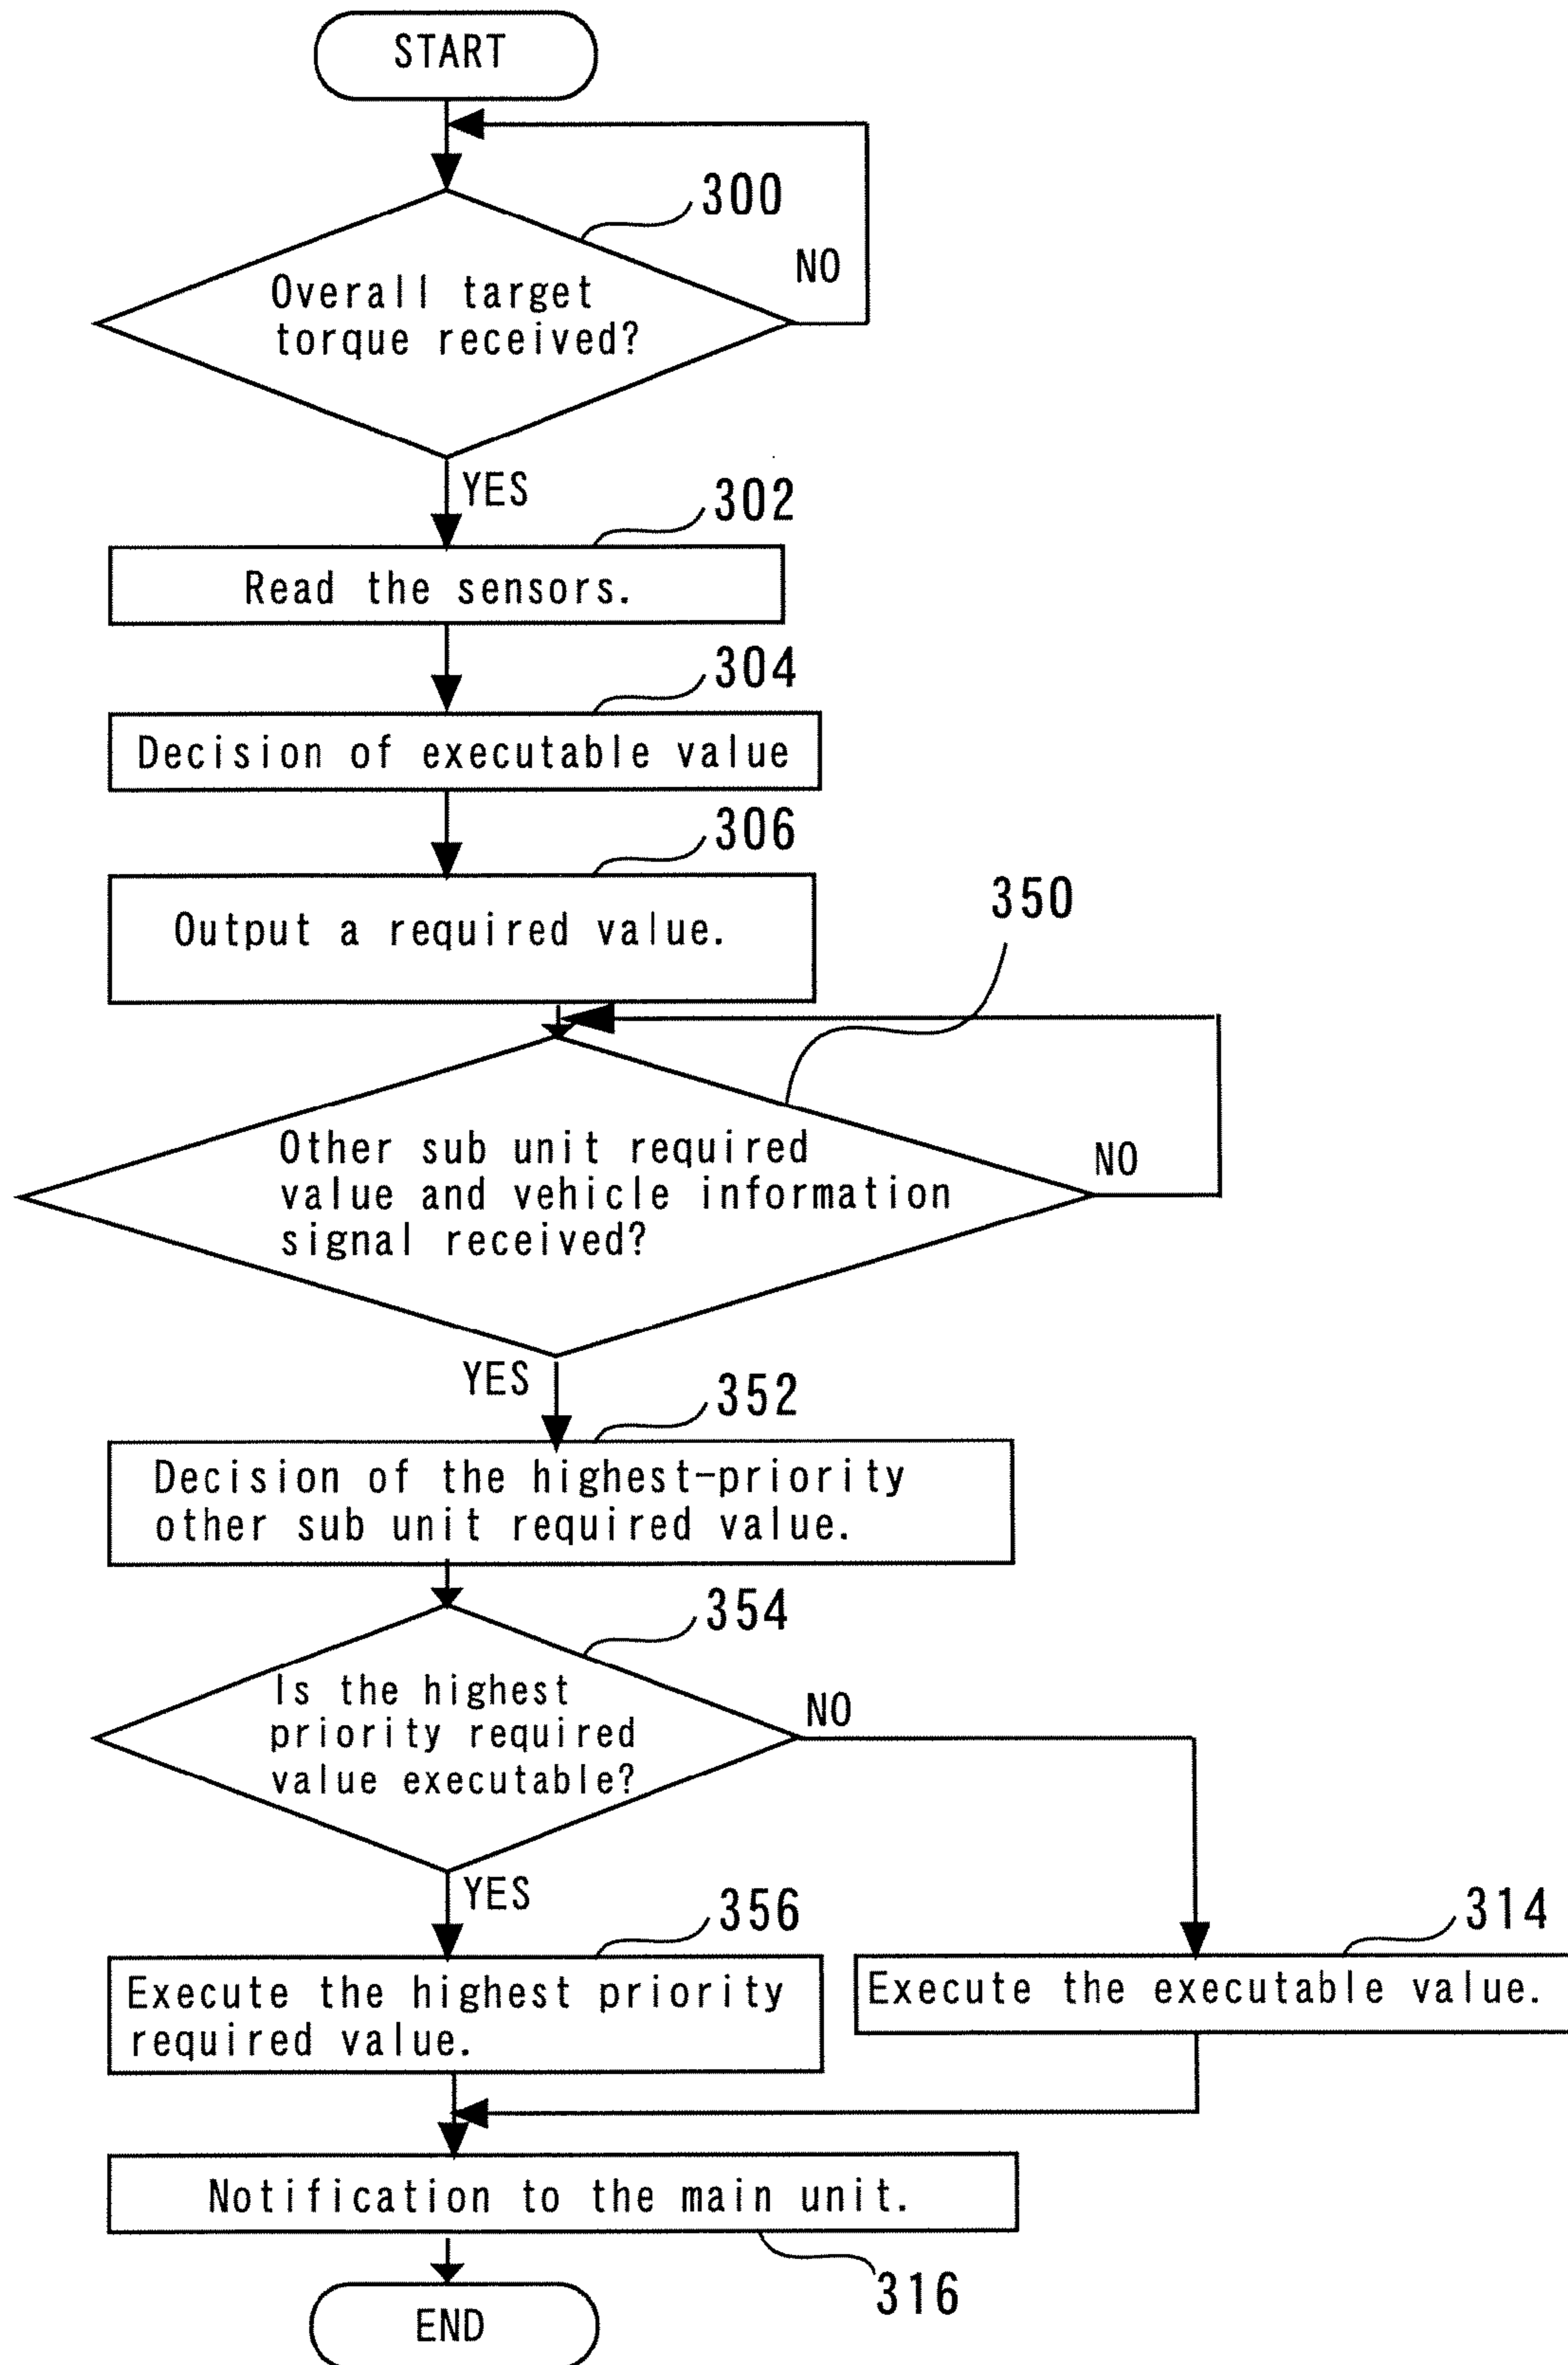 START
300
NO
Overall target
torque received?
YES
302
Read the sensors.
304
Decision of executable value
306
Output a required value.
350
Other sub unit required
value and vehicle information
signal received?
NO
YES
352
Decision of the highest-priority
other sub unit required value.
354
Is the highest
priority required
value executable?
NO
YES
356
314
Execute the highest priority
required value.
Execute the executable value.
Notification to the main unit.
316
END